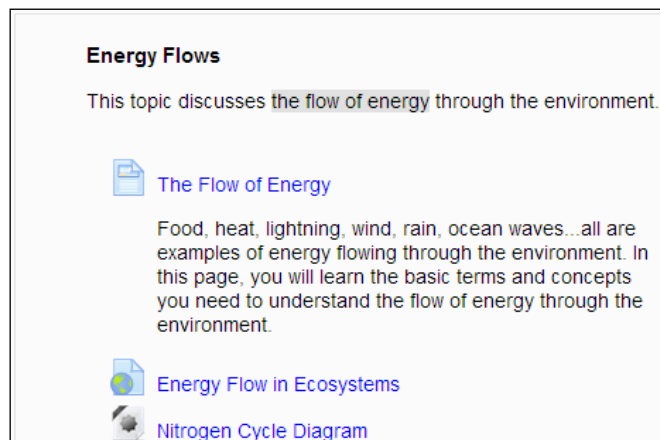 Energy Flows
This topic discusses the flow of energy through the environment.
The Flow of Energy
Food, heat, lightning, wind, rain, ocean waves...all are
examples of energy flowing through the environment. In
this page, you will learn the basic terms and concepts
you need to understand the flow of energy through the
environment.
Energy Flow in Ecosystems
Nitrogen Cycle Diagram